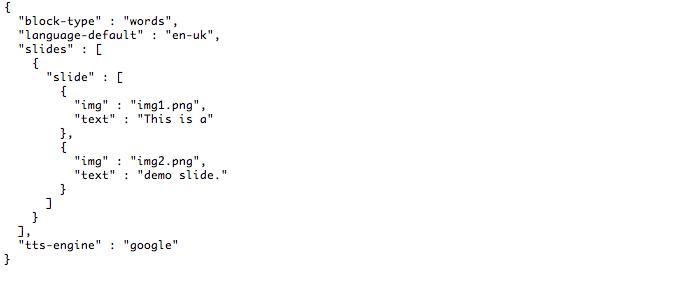 {
  "block-type" : "words",
  "language-default" : "en-uk",
  "slides" : [
    {
      "slide" : [
        {
          "img" : "img1.png",
          "text" : "This is a"
        },
        {
          "img" : "img2.png",
          "text" : "demo slide."
        }
      ]
    }
  ],
  "tts-engine" : "google"
}